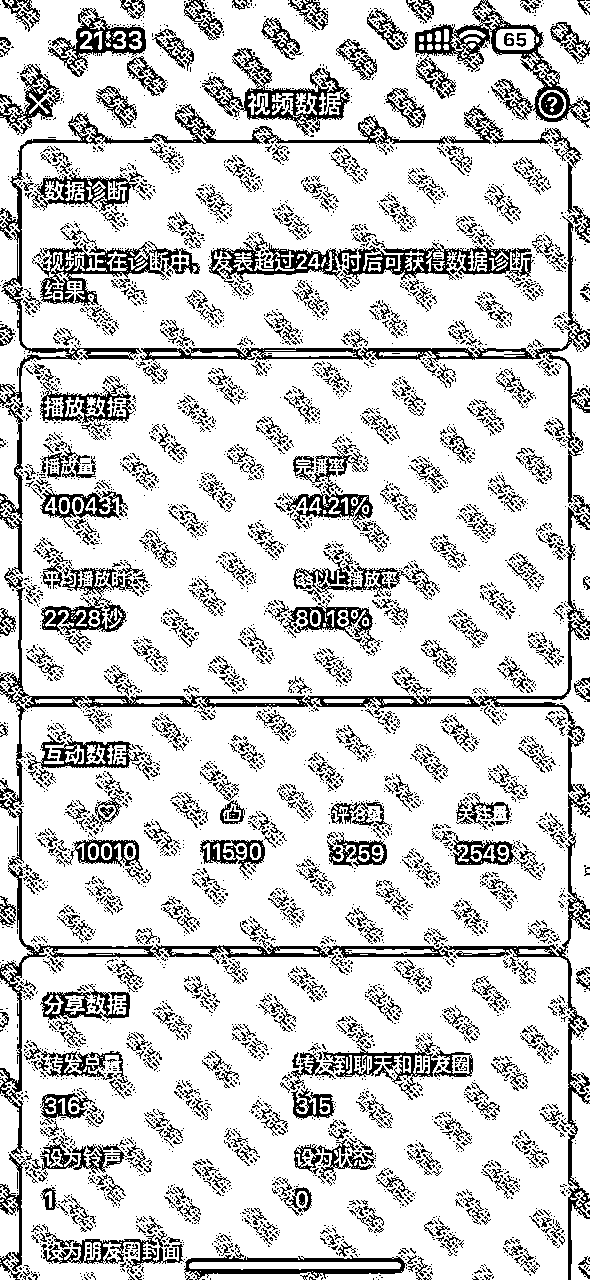 21:33
65
视频数据
数据诊断
视频正在诊断中，发表超过24小时后可获得数据诊断
结果。
播放数据
播放量 完播率
400431 44.21%
平均播放时长 3s以上播放率
22.28秒 80.18%
互动数据
评论量 关注量
10010 11590 3259 2549
分享数据
转发总量 转发到聊天和朋友圈
316 315
设为铃声 设为状态
1 0
设为朋友圈封面